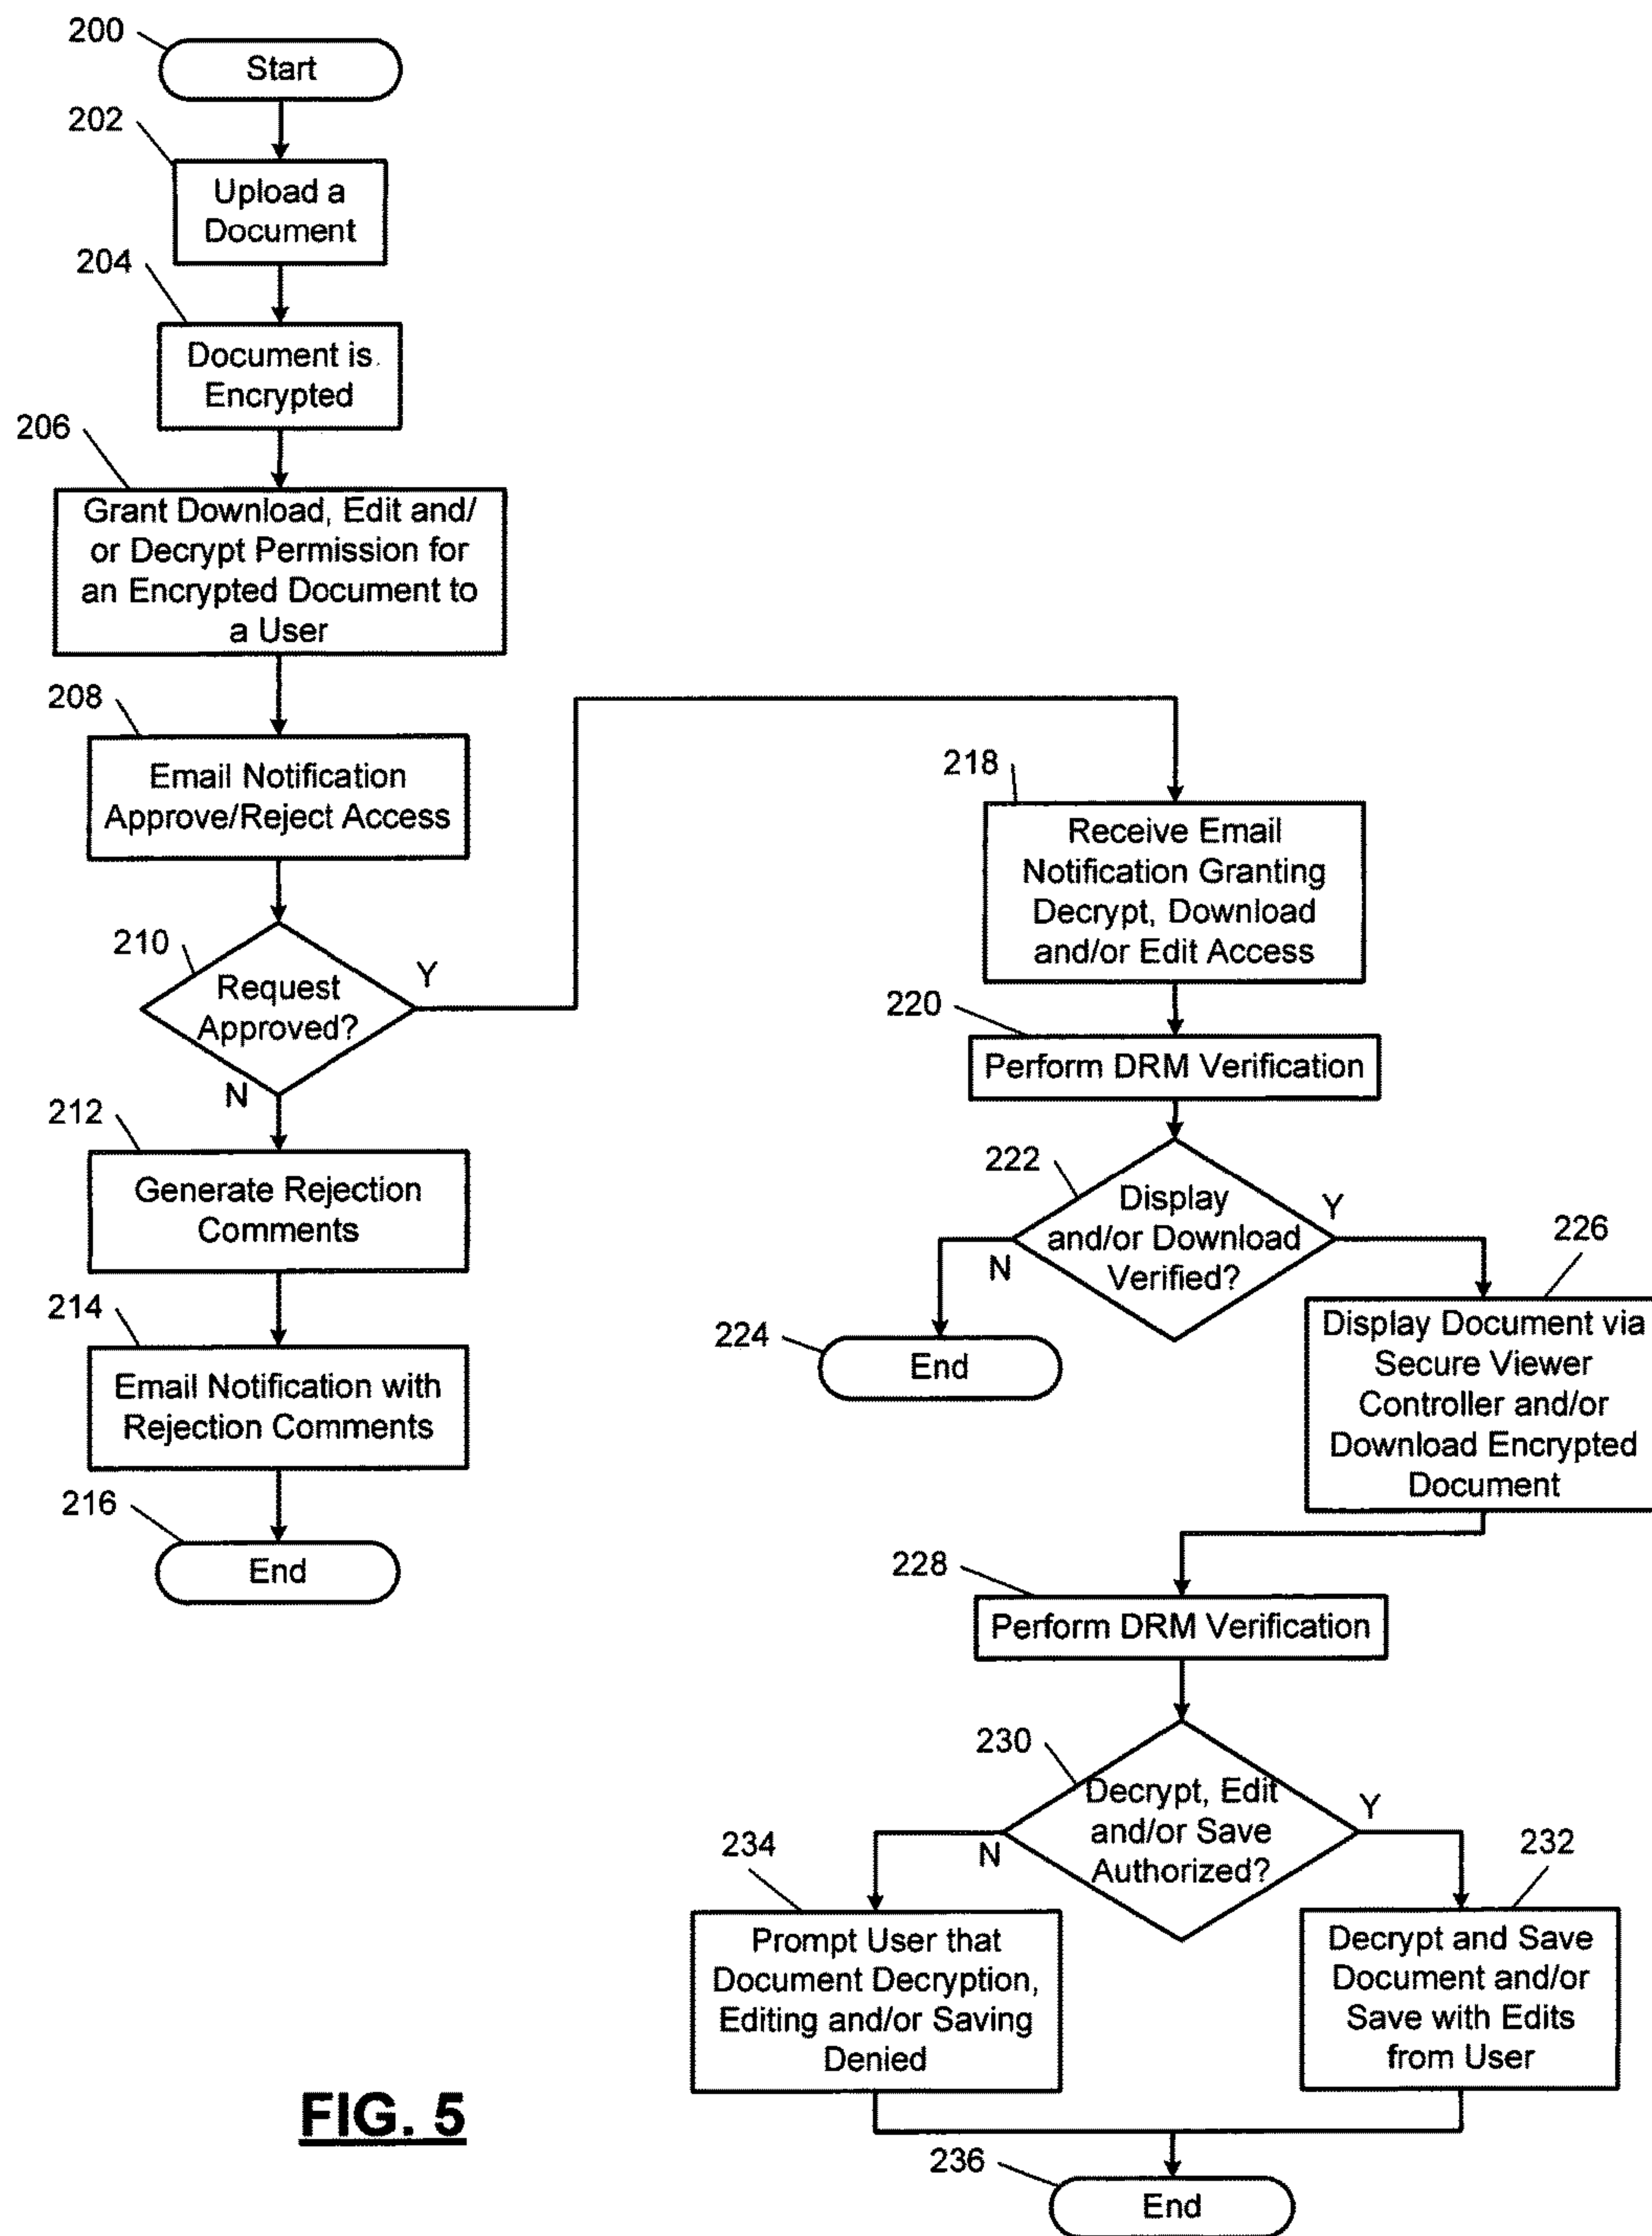 200
Start
202
Upload a
Document
204
Document is
Encrypted
206
Grant Download, Edit and/
or Decrypt Permission for
an Encrypted Document to
a User
208
Email Notification
Approve/Reject Access
210
Request
Approved?
Y
N
212
Generate Rejection
Comments
214
Email Notification with
Rejection Comments
216
End
218
Receive Email
Notification Granting
Decrypt, Download
and/or Edit Access
220
Perform DRM Verification
222
Display
and/or Download
Verified?
Y
N
224
End
226
Display Document via
Secure Viewer
Controller and/or
Download Encrypted
Document
228
Perform DRM Verification
230
Decrypt, Edit
and/or Save
Authorized?
Y
N
234
Prompt User that
Document Decryption,
Editing and/or Saving
Denied
232
Decrypt and Save
Document and/or
Save with Edits
from User
236
End
FIG. 5